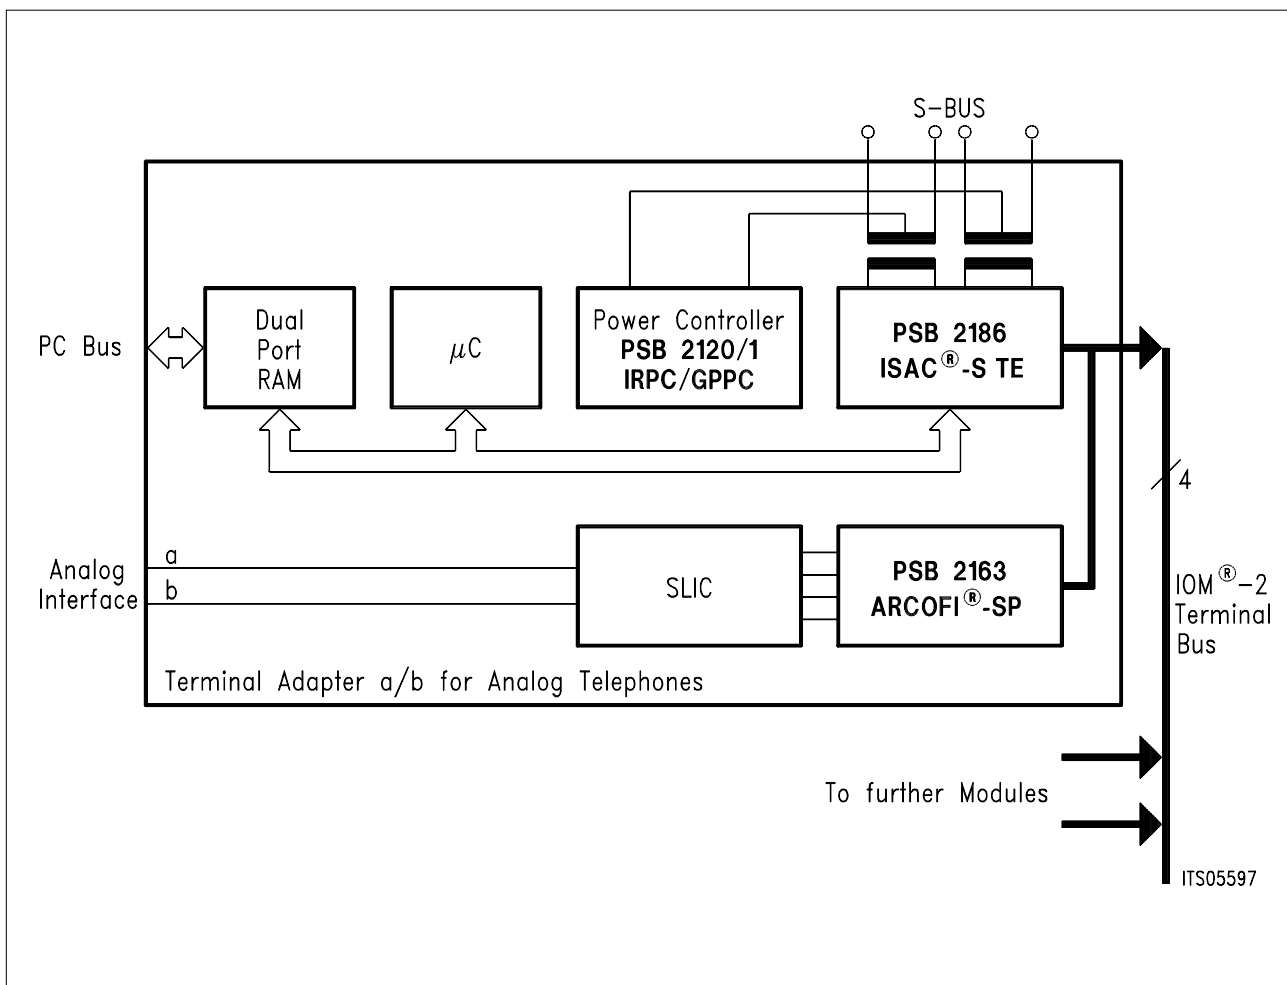 S-BUS
PC Bus
Dual
Port
RAM
μC
Power Controller
PSB 2120/1
IRPC/GPPC
PSB 2186
ISAC®-S TE
4
Analog
Interface
a
b
SLIC
PSB 2163
ARCOFI®-SP
IOM®-2
Terminal
Bus
Terminal Adapter a/b for Analog Telephones
To further Modules
ITS05597